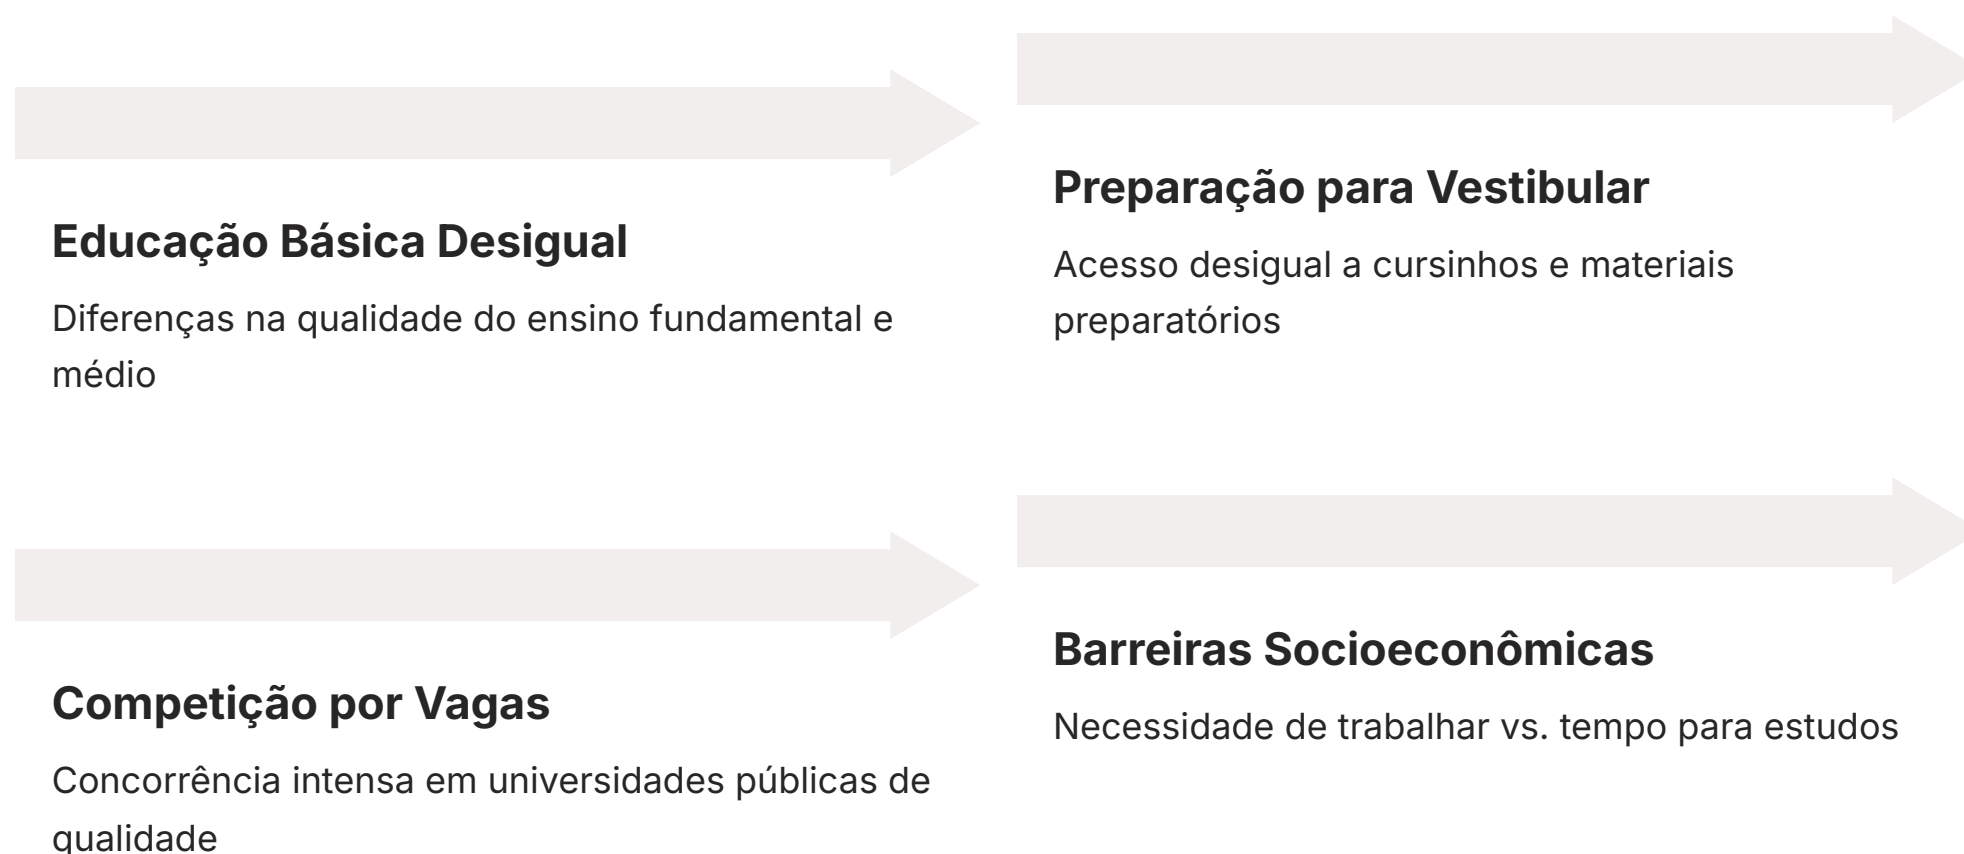 Educação Básica Desigual
Diferenças na qualidade do ensino fundamental e
médio
Preparação para Vestibular
Acesso desigual a cursinhos e materiais
preparatórios
Competição por Vagas
Concorrência intensa em universidades públicas de
qualidade
Barreiras Socioeconômicas
Necessidade de trabalhar vs. tempo para estudos